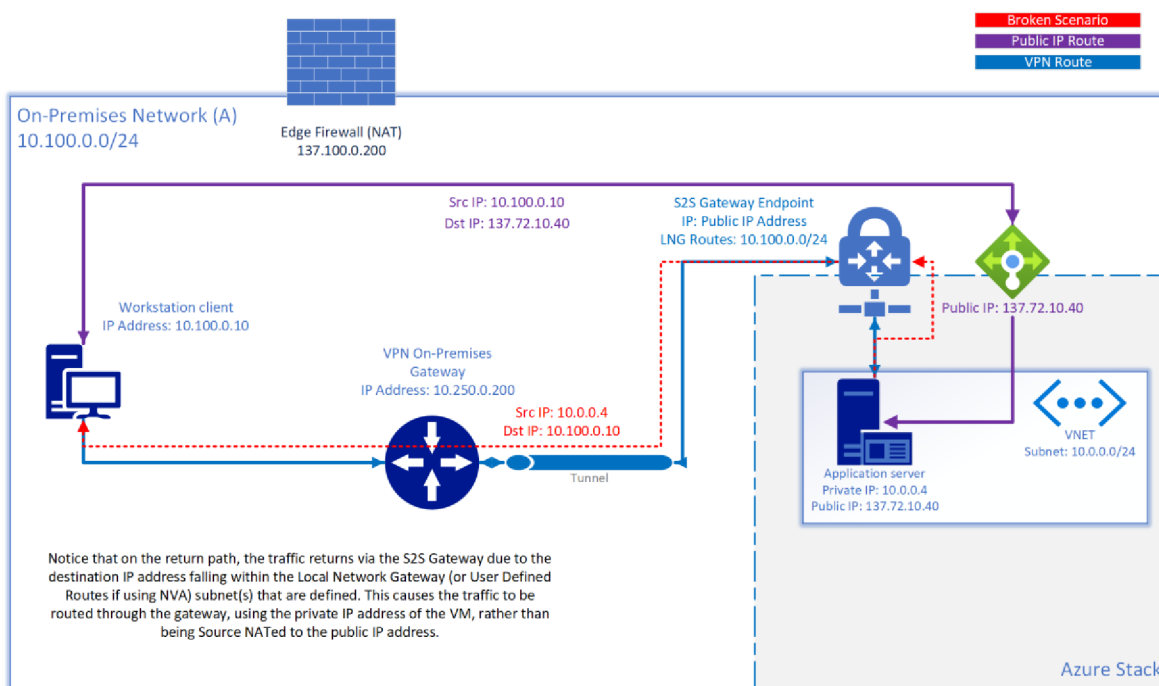 Broken Scenario
Public IP Route
VPN Route
On-Premises Network (A)
10.100.0.0/24
Edge Firewall (NAT)
137.100.0.200
Src IP: 10.100.0.10
Dst IP: 137.72.10.40
S2S Gateway Endpoint
IP: Public IP Address
LNG Routes: 10.100.0.0/24
Workstation client
IP Address: 10.100.0.10
Public IP: 137.72.10.40
VPN On-Premises
Gateway
IP Address: 10.250.0.200
Src IP: 10.0.0.4
Dst IP: 10.100.0.10
Tunnel
VNET
Subnet: 10.0.0.0/24
Application server
Private IP: 10.0.0.4
Public IP: 137.72.10.40
Notice that on the return path, the traffic returns via the S2S Gateway due to the
destination IP address falling within the Local Network Gateway (or User Defined
Routes if using NVA) subnet(s) that are defined. This causes the traffic to be
routed through the gateway, using the private IP address of the VM, rather than
being Source NATed to the public IP address.
Azure Stack